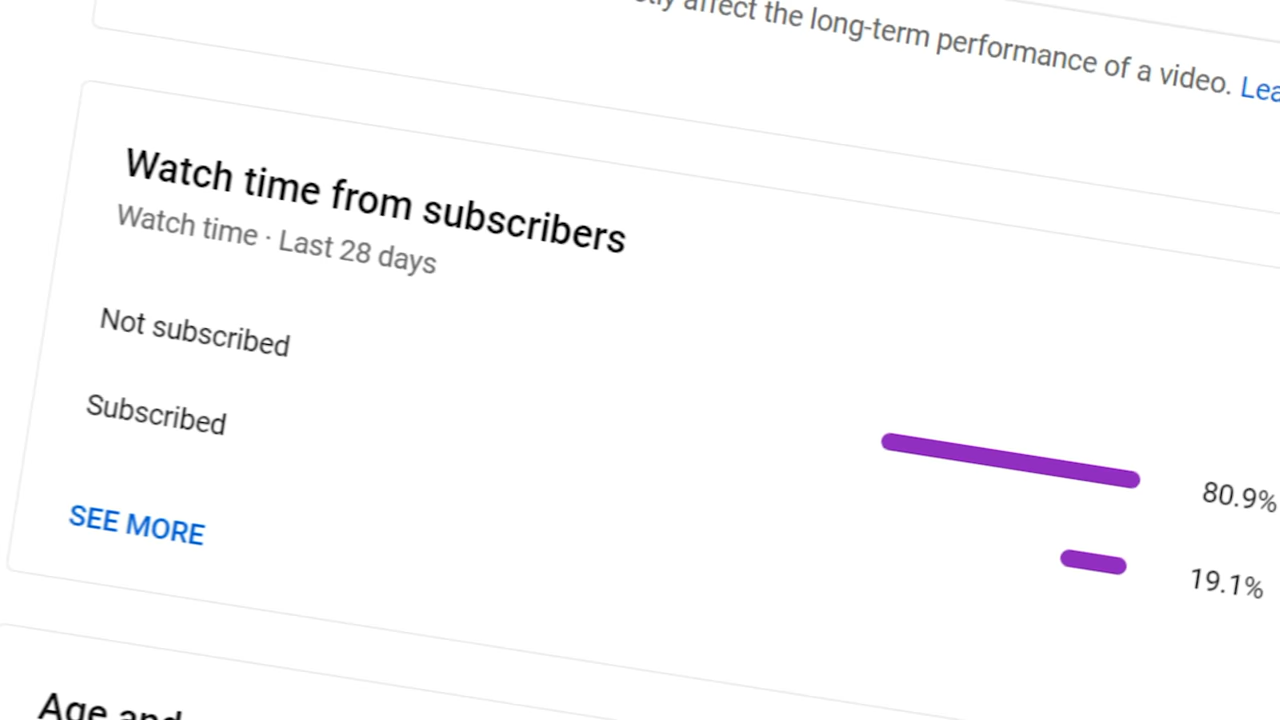 affect the long-term performance of a video.
Watch time from subscribers
Watch time · Last 28 days
Not subscribed
80.9%
Subscribed
19.1%
SEE MORE
Age and